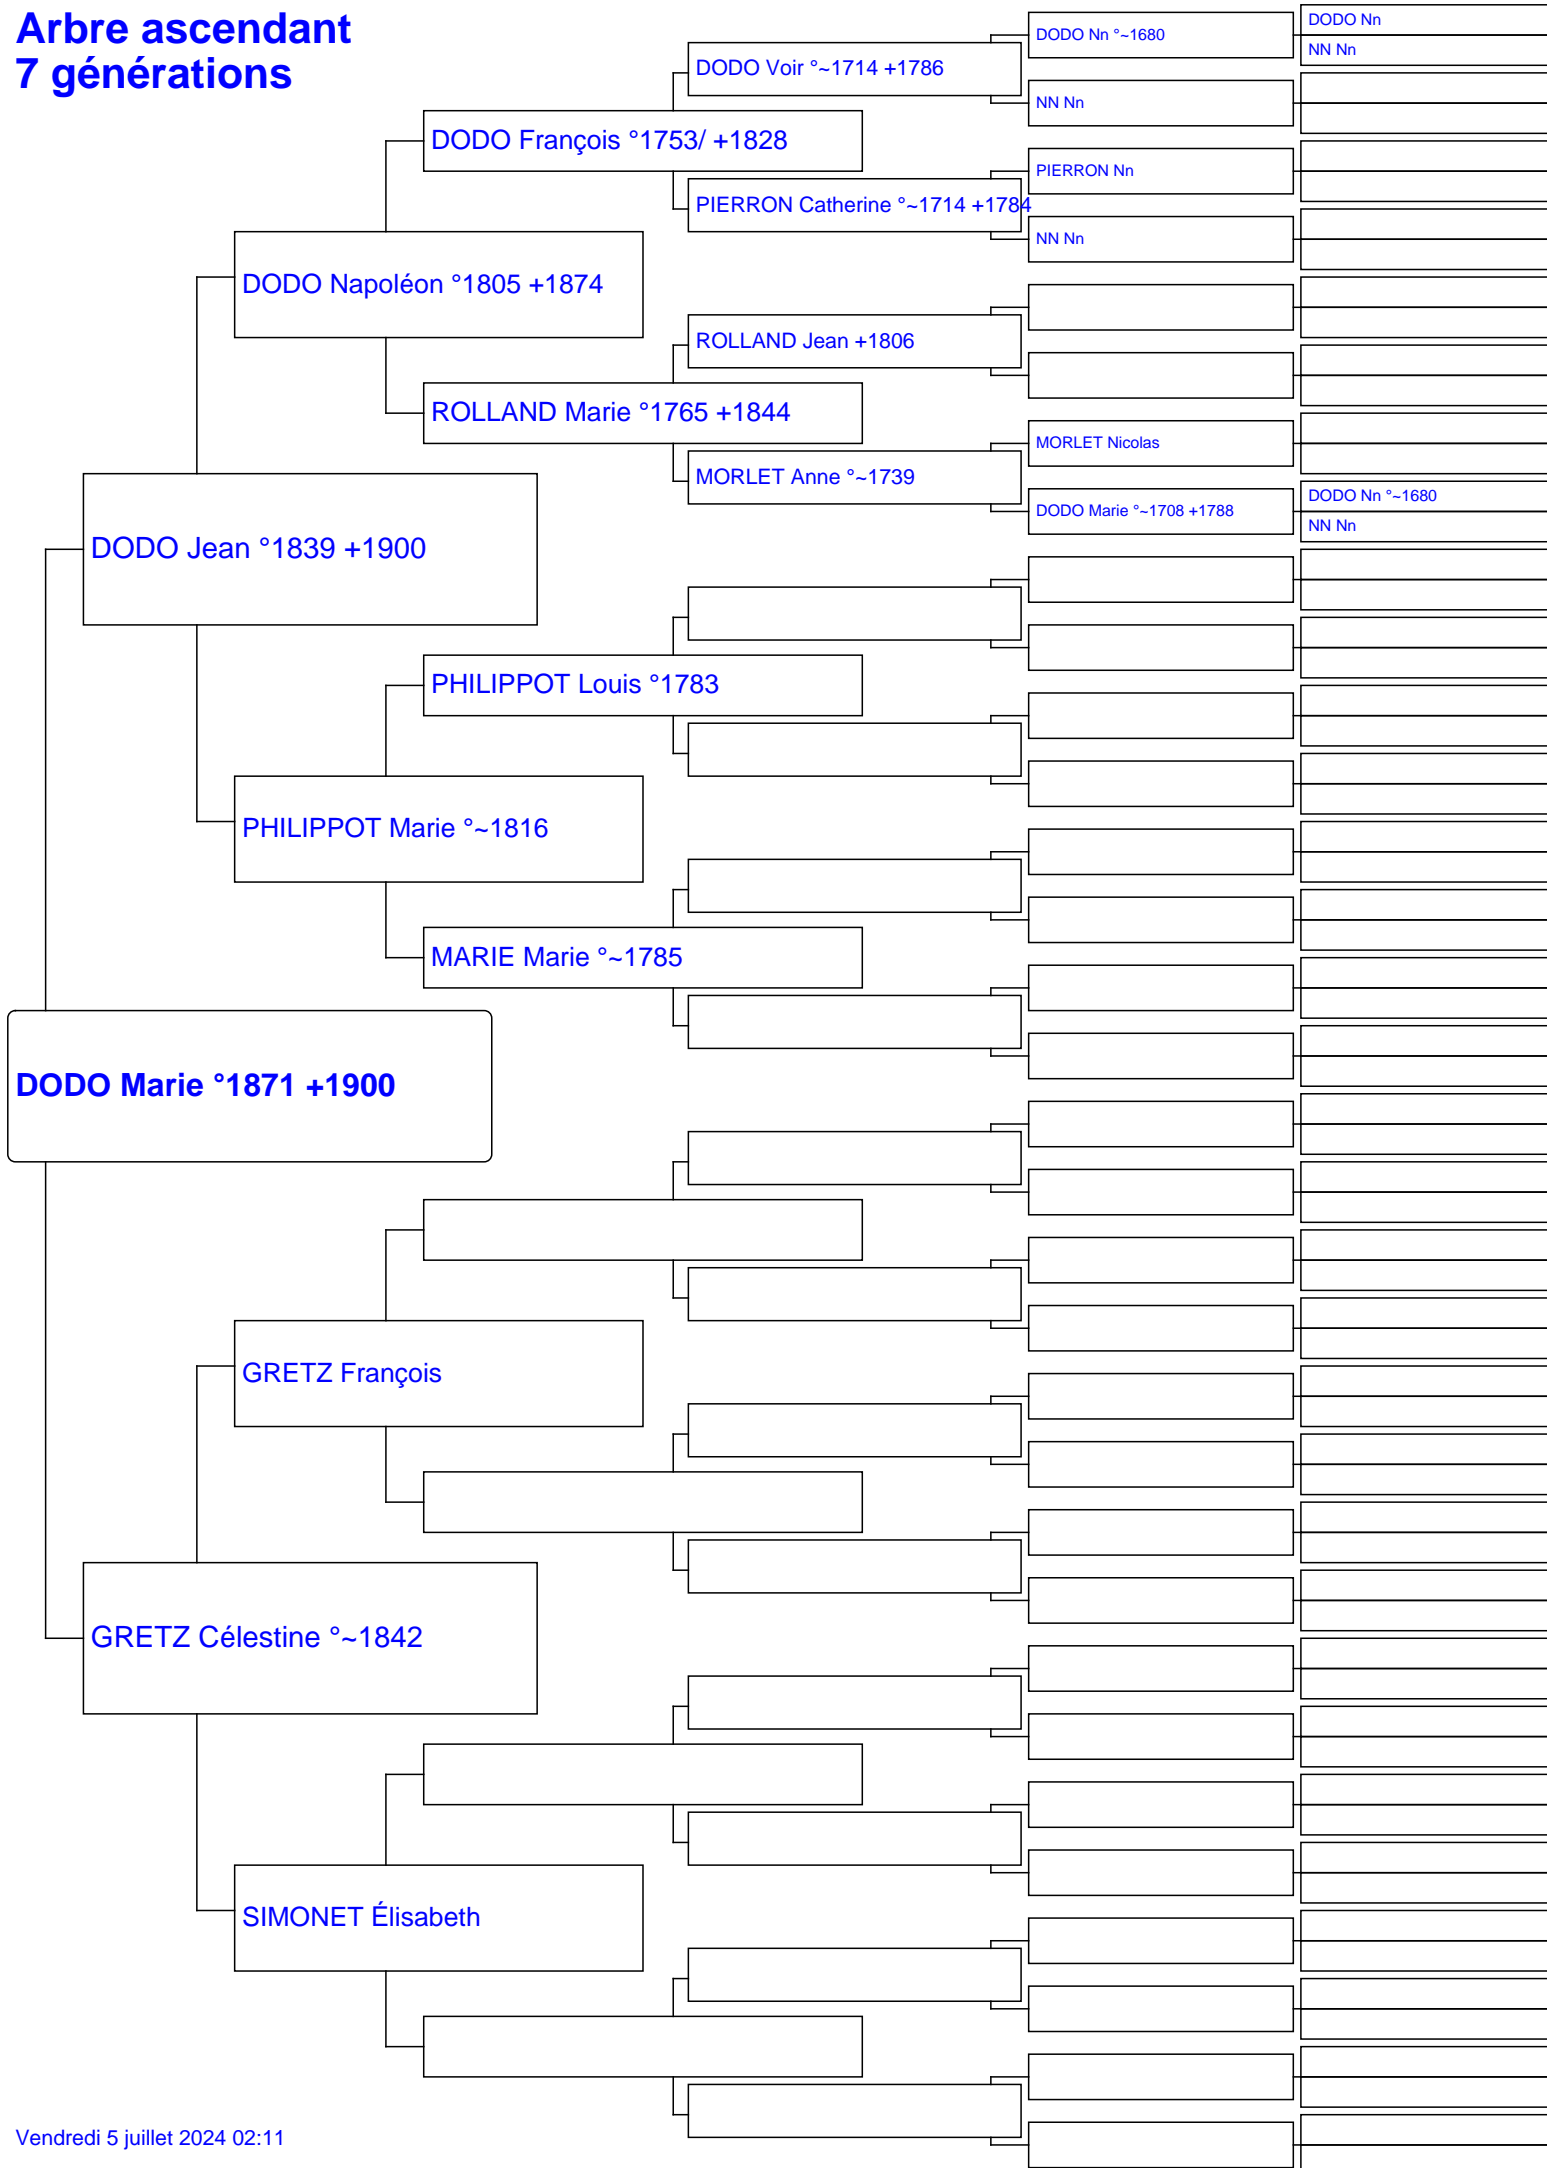 Arbre ascendant
7 générations
DODO Nn
NN Nn
DODO Nn °~1680
DODO Voir °~1714 +1786
NN Nn
DODO François °1753/ +1828
PIERRON Nn
PIERRON Catherine °~1714 +1784
NN Nn
DODO Napoléon °1805 +1874
ROLLAND Jean +1806
ROLLAND Marie °1765 +1844
MORLET Nicolas
MORLET Anne °~1739
DODO Nn °~1680
DODO Marie °~1708 +1788
NN Nn
DODO Jean °1839 +1900
PHILIPPOT Louis °1783
PHILIPPOT Marie °~1816
MARIE Marie °~1785
DODO Marie °1871 +1900
GRETZ François
GRETZ Célestine °~1842
SIMONET Élisabeth
Vendredi 5 juillet 2024 02:11